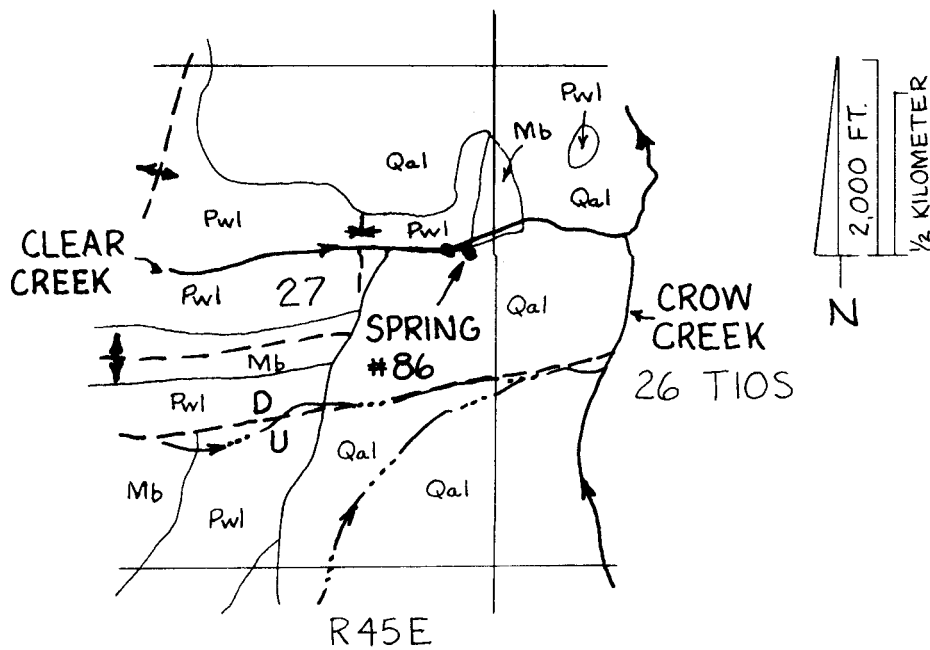 Pwl
Mb
Qal
Qal
Pwl
Pwl
CLEAR
CREEK
Pwl
27
SPRING
#86
Qal
CROW
CREEK
26 T10S
Mb
Pwl
D
U
Qal
Qal
Mb
Pwl
R45E
2,000 FT.
1/2 KILOMETER
N